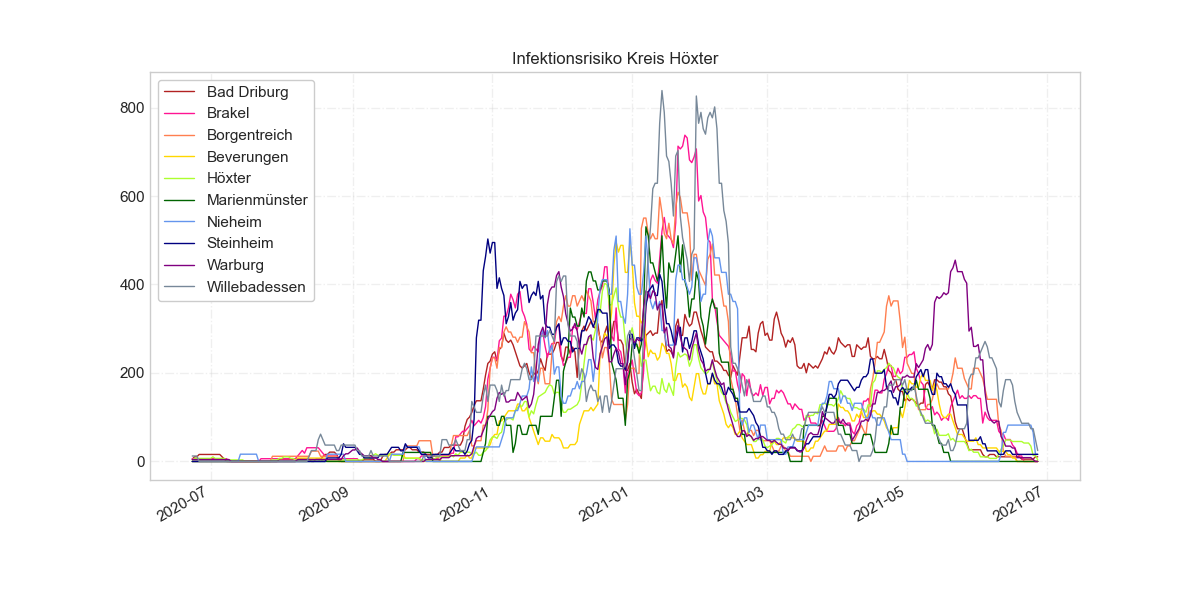 Infektionsrisiko Kreis Höxter
Bad Driburg
Brakel
Borgentreich
Beverungen
Höxter
Marienmünster
Nieheim
Steinheim
Warburg
Willebadessen
800
600
400
200
0
2020-07
2020-09
2020-11
2021-01
2021-03
2021-05
2021-07